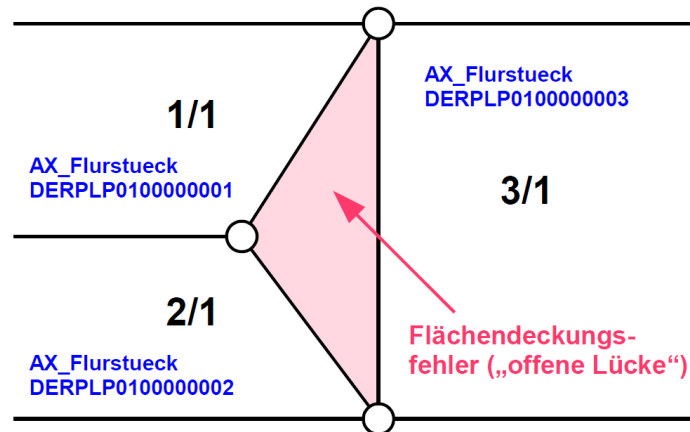 AX_Flurstueck
DERPLP0100000003
1/1
AX_Flurstueck
DERPLP0100000001
3/1
2/1
Flächendeckungs-
fehler („offene Lücke“)
AX_Flurstueck
DERPLP0100000002